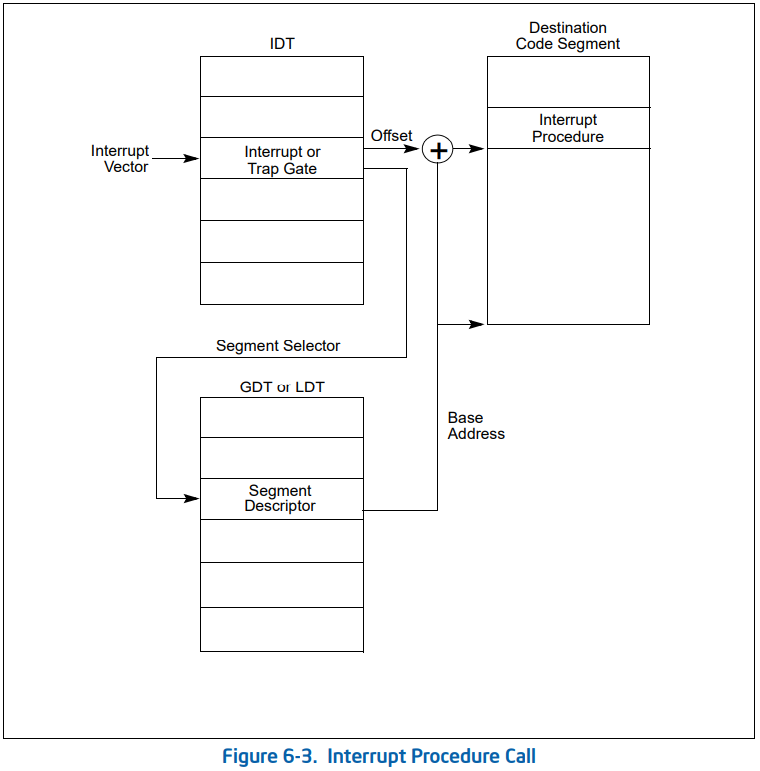 IDT
Destination
Code Segment
Interrupt
Vector
Interrupt or
Trap Gate
Offset
+
Interrupt
Procedure
Segment Selector
GDT or LDT
Base
Address
Segment
Descriptor
Figure 6-3. Interrupt Procedure Call